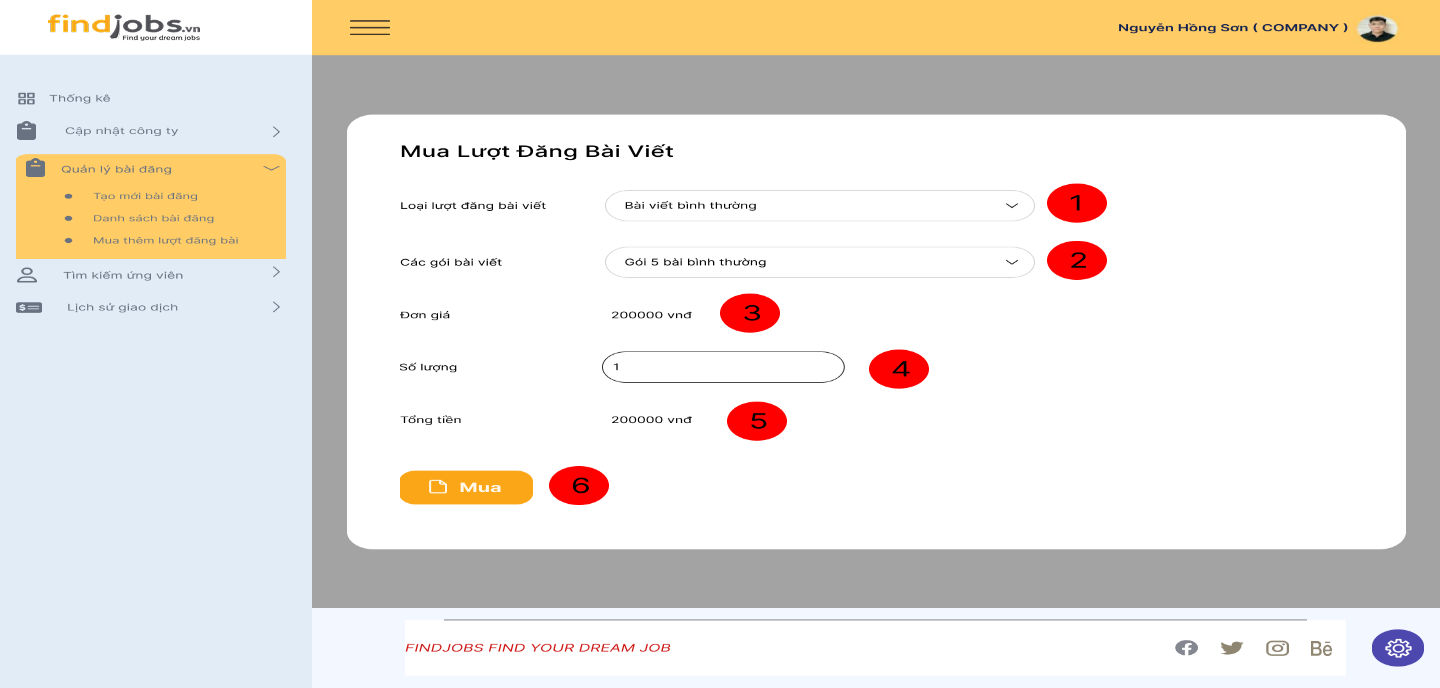 findjobs.vn
Find your dream jobs
Nguyễn Hồng Sơn ( COMPANY )
Thống kê
Cập nhật công ty
Quản lý bài đăng
Tạo mới bài đăng
Danh sách bài đăng
Mua thêm lượt đăng bài
Tìm kiếm ứng viên
Lịch sử giao dịch
Mua Lượt Đăng Bài Viết
Loại lượt đăng bài viết Bài viết bình thường 1
Các gói bài viết Gói 5 bài bình thường 2
Đơn giá 200000 vnđ 3
Số lượng 1 4
Tổng tiền 200000 vnđ 5
Mua 6
FINDJOBS FIND YOUR DREAM JOB